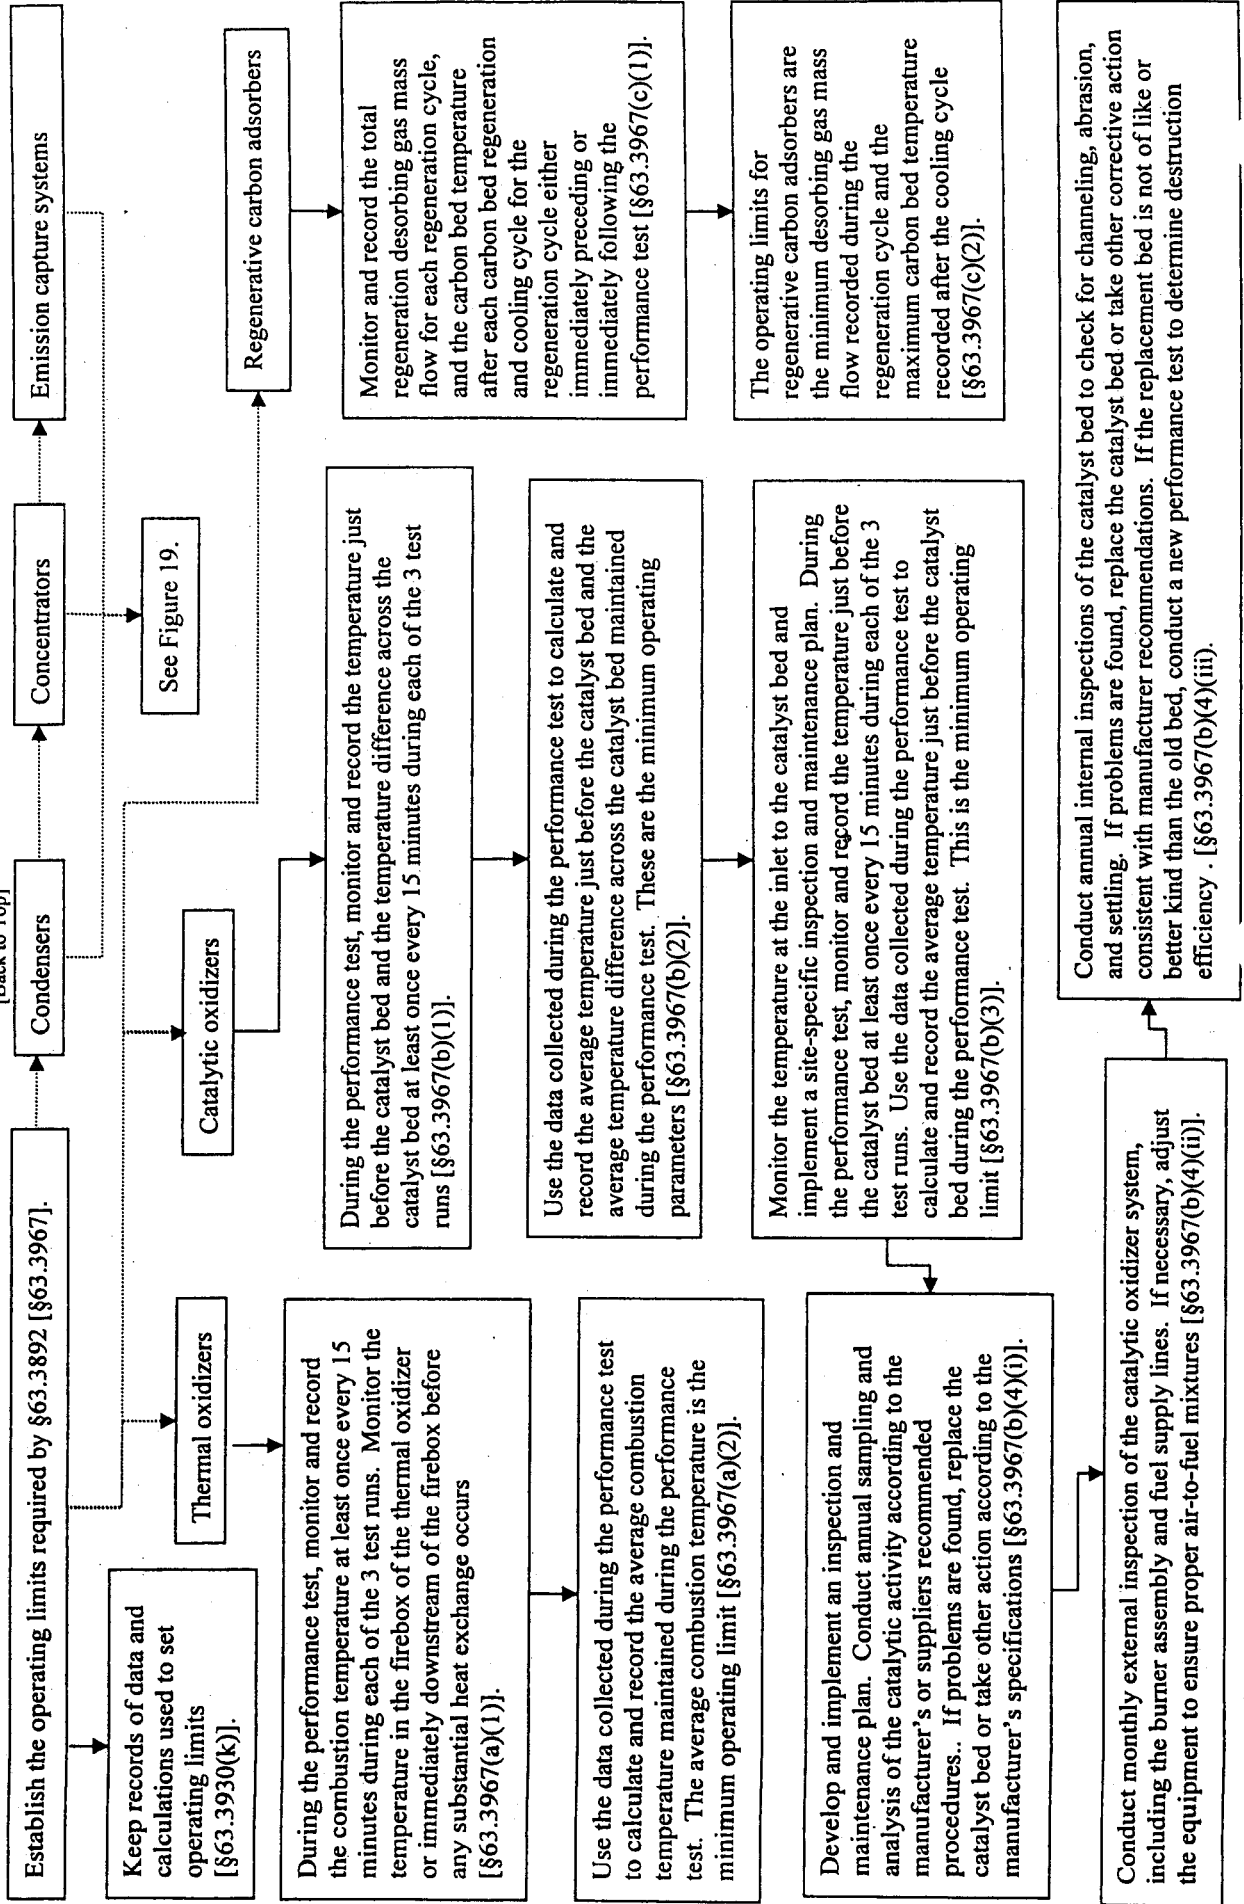 [Back to Top]
Establish the operating limits required by §63.3892 [§63.3967].
Condensers
Concentrators
Emission capture systems
See Figure 19.
Keep records of data and
calculations used to set
operating limits
[§63.3930(k)].
Thermal oxidizers
During the performance test, monitor and record
the combustion temperature at least once every 15
minutes during each of the 3 test runs. Monitor the
temperature in the firebox of the thermal oxidizer
or immediately downstream of the firebox before
any substantial heat exchange occurs
[§63.3967(a)(1)].
Use the data collected during the performance test
to calculate and record the average combustion
temperature maintained during the performance
test. The average combustion temperature is the
minimum operating limit [§63.3967(a)(2)].
Catalytic oxidizers
During the performance test, monitor and record the temperature just
before the catalyst bed and the temperature difference across the
catalyst bed at least once every 15 minutes during each of the 3 test
runs [§63.3967(b)(1)].
Use the data collected during the performance test to calculate and
record the average temperature just before the catalyst bed and the
average temperature difference across the catalyst bed maintained
during the performance test. These are the minimum operating
parameters [§63.3967(b)(2)].
Monitor the temperature at the inlet to the catalyst bed and
implement a site-specific inspection and maintenance plan. During
the performance test, monitor and record the temperature just before
the catalyst bed at least once every 15 minutes during each of the 3
test runs. Use the data collected during the performance test to
calculate and record the average temperature just before the catalyst
bed during the performance test. This is the minimum operating
limit [§63.3967(b)(3)].
Develop and implement an inspection and
maintenance plan. Conduct annual sampling and
analysis of the catalytic activity according to the
manufacturer's or suppliers recommended
procedures.. If problems are found, replace the
catalyst bed or take other action according to the
manufacturer's specifications [§63.3967(b)(4)(i)].
Conduct monthly external inspection of the catalytic oxidizer system,
including the burner assembly and fuel supply lines. If necessary, adjust
the equipment to ensure proper air-to-fuel mixtures [§63.3967(b)(4)(ii)].
Conduct annual internal inspections of the catalyst bed to check for channeling, abrasion,
and settling. If problems are found, replace the catalyst bed or take other corrective action
consistent with manufacturer recommendations. If the replacement bed is not of like or
better kind than the old bed, conduct a new performance test to determine destruction
efficiency . [§63.3967(b)(4)(iii).
Regenerative carbon adsorbers
Monitor and record the total
regeneration desorbing gas mass
flow for each regeneration cycle,
and the carbon bed temperature
after each carbon bed regeneration
and cooling cycle for the
regeneration cycle either
immediately preceding or
immediately following the
performance test [§63.3967(c)(1)].
The operating limits for
regenerative carbon adsorbers are
the minimum desorbing gas mass
flow recorded during the
regeneration cycle and the
maximum carbon bed temperature
recorded after the cooling cycle
[§63.3967(c)(2)].